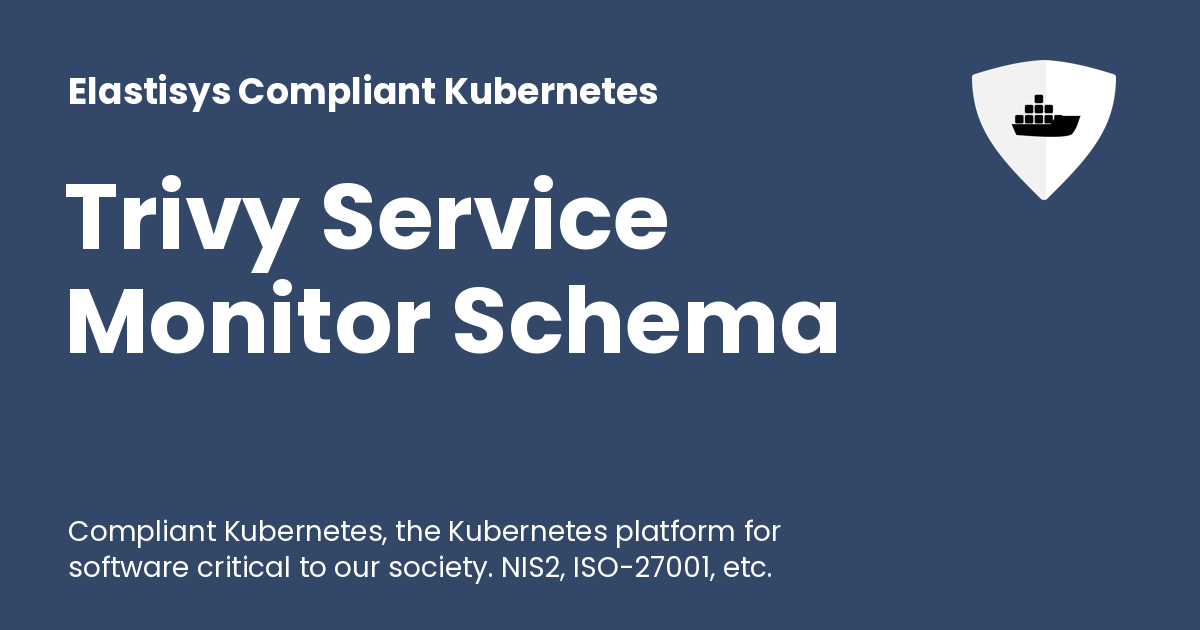 Elastisys Compliant Kubernetes
Trivy Service
Monitor Schema
Compliant Kubernetes, the Kubernetes platform for
software critical to our society. NIS2, ISO-27001, etc.